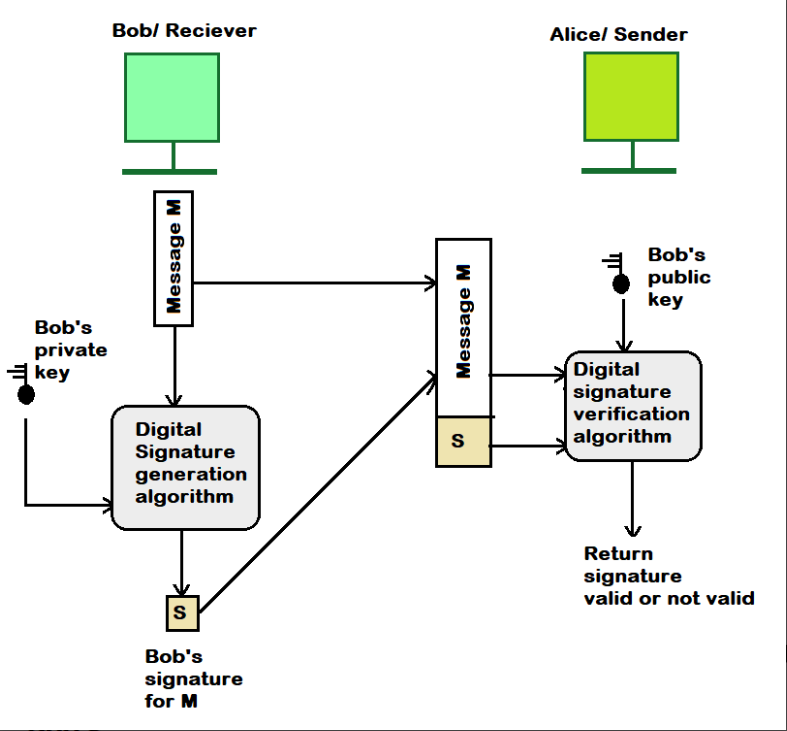 Bob/ Reciever
Alice/ Sender
Message M
Bob's
private
key
Digital
Signature
generation
algorithm
S
Bob's
signature
for M
Message M
S
Bob's
public
key
Digital
signature
verification
algorithm
Return
signature
valid or not valid